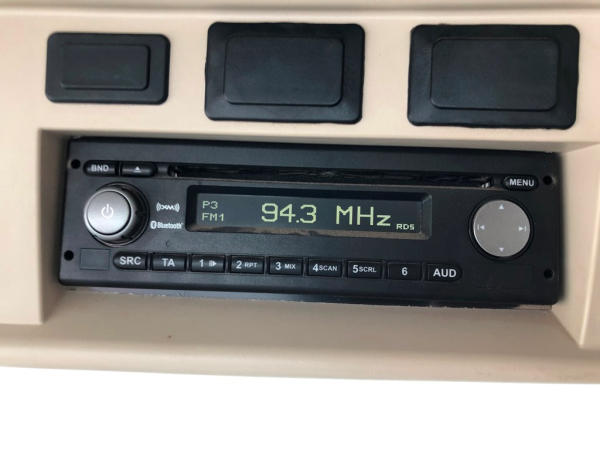 BND
MENU
((XM))
Bluetooth®
P3
FM1
94.3 MHz
RDS
SRC TA 1 2 RPT 3 MIX 4 SCAN 5 SCRL 6 AUD